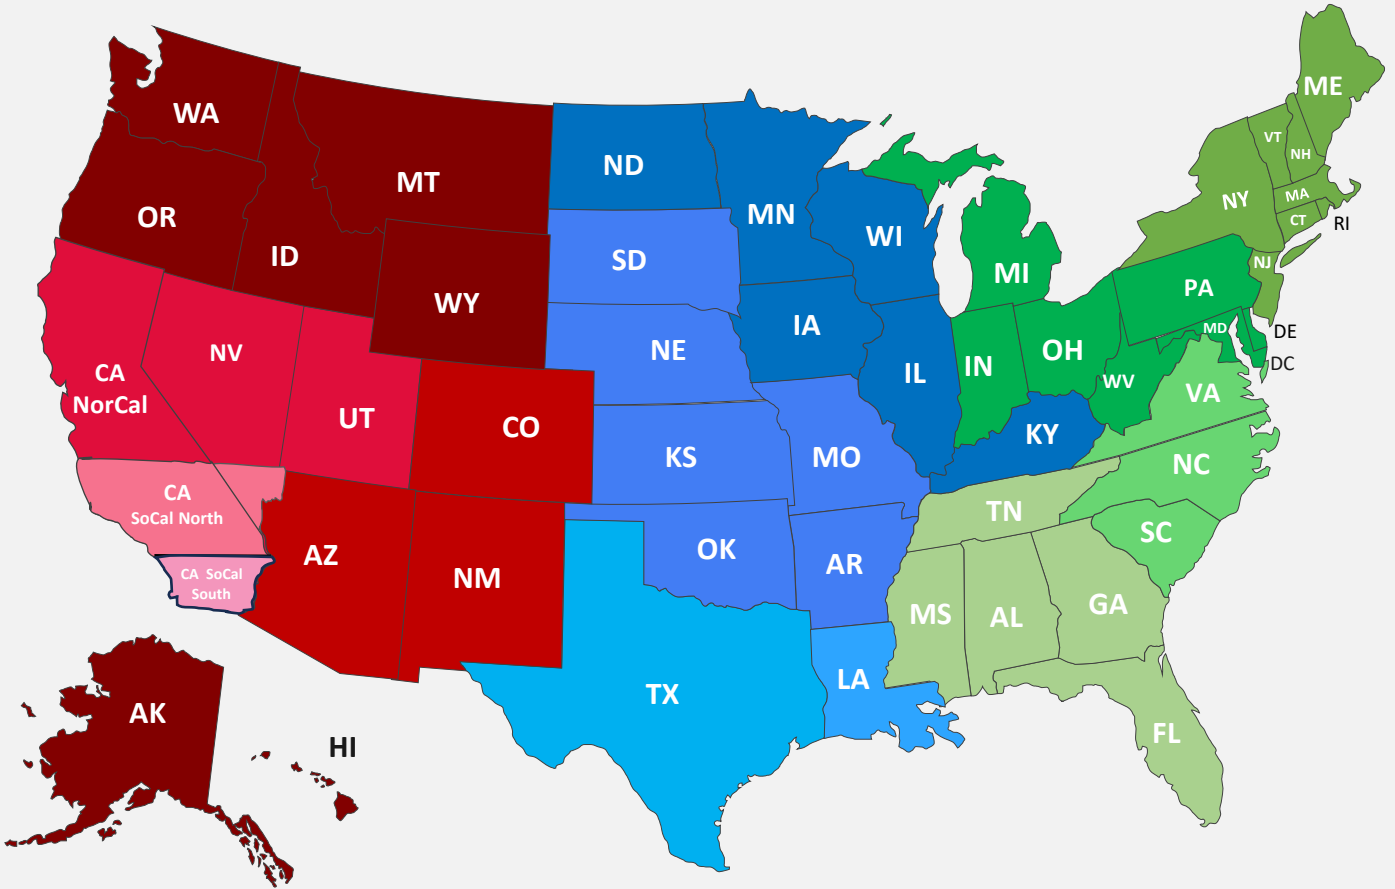 ME
WA
VT
NH
ND
MT
MA
NY
MN
OR
CT
RI
WI
ID
SD
NJ
MI
PA
WY
IA
MD
DE
NV
NE
OH
IN
DC
CA
NorCal
IL
WV
VA
UT
CO
KY
KS
MO
NC
CA
SoCal North
TN
SC
AZ
OK
AR
CA SoCal
South
NM
GA
MS
AL
LA
TX
AK
FL
HI